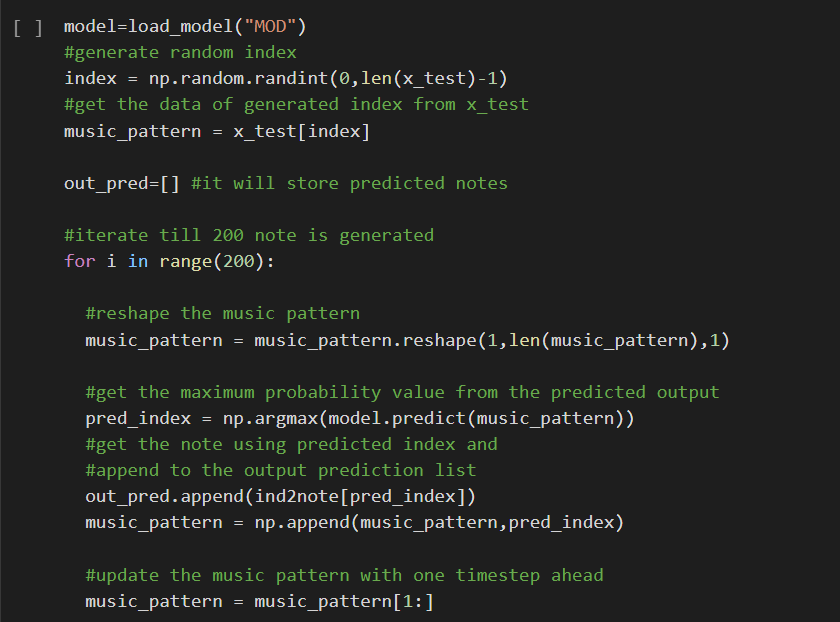 [ ] model=load_model("MOD")
#generate random index
index = np.random.randint(0,len(x_test)-1)
#get the data of generated index from x_test
music_pattern = x_test[index]

out_pred=[] #it will store predicted notes

#iterate till 200 note is generated
for i in range(200):

  #reshape the music pattern
  music_pattern = music_pattern.reshape(1,len(music_pattern),1)

  #get the maximum probability value from the predicted output
  pred_index = np.argmax(model.predict(music_pattern))
  #get the note using predicted index and
  #append to the output prediction list
  out_pred.append(ind2note[pred_index])
  music_pattern = np.append(music_pattern,pred_index)

  #update the music pattern with one timestep ahead
  music_pattern = music_pattern[1:]